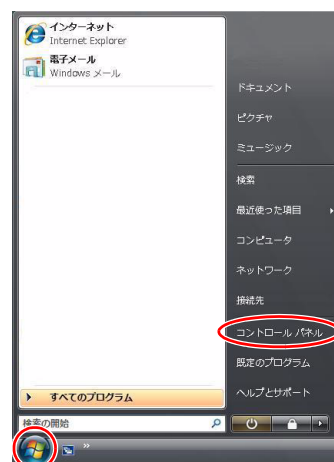 インターネット
Internet Explorer
電子メール
Windows メール
すべてのプログラム
検索の開始
ドキュメント
ピクチャ
ミュージック
検索
最近使った項目
コンピュータ
ネットワーク
接続先
コントロール パネル
既定のプログラム
ヘルプとサポート